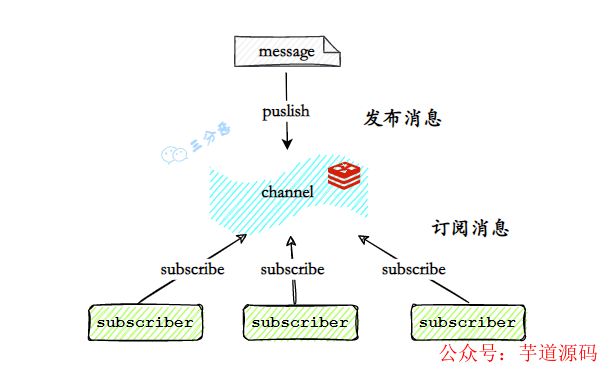 message
puslish
发布消息
三分恶
channel
订阅消息
subscribe
subscribe
subscribe
subscriber
subscriber
subscriber
公众号：芋道源码